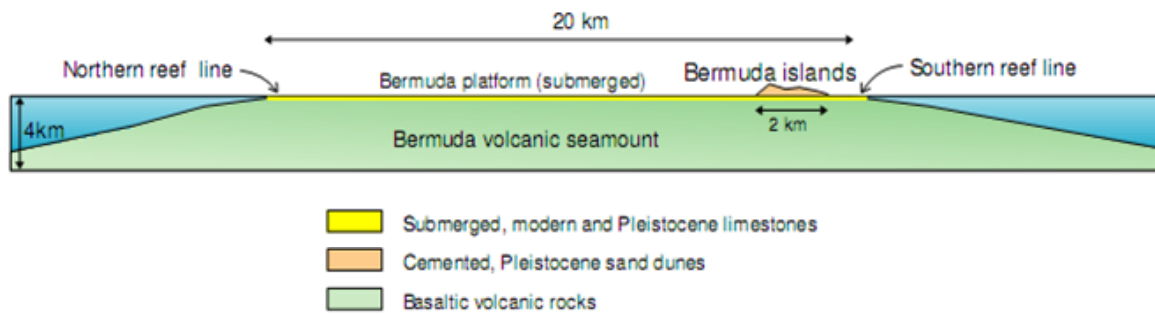 20 km
Northern reef line
Bermuda platform (submerged)
Bermuda islands
Southern reef line
4km
2 km
Bermuda volcanic seamount
Submerged, modern and Pleistocene limestones
Cemented, Pleistocene sand dunes
Basaltic volcanic rocks